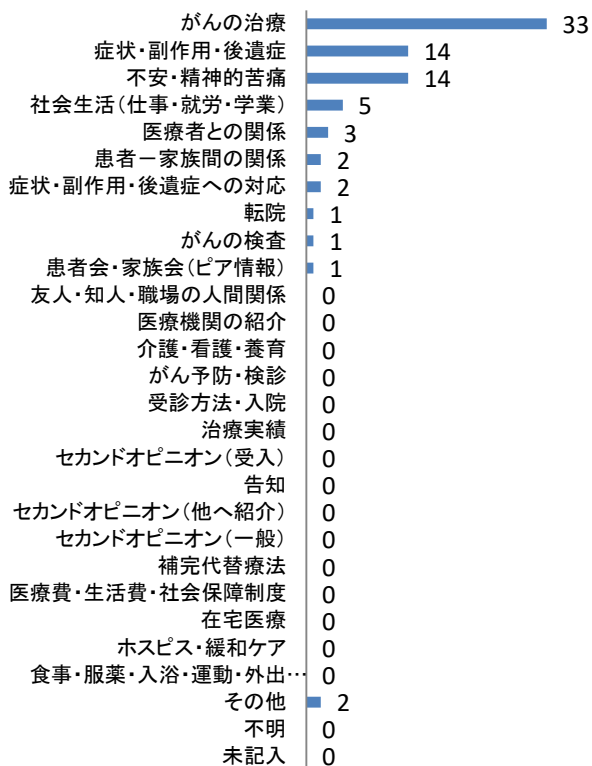 がんの治療 33
症状・副作用・後遺症 14
不安・精神的苦痛 14
社会生活(仕事・就労・学業) 5
医療者との関係 3
患者－家族間の関係 2
症状・副作用・後遺症への対応 2
転院 1
がんの検査 1
患者会・家族会(ピア情報) 1
友人・知人・職場の人間関係 0
医療機関の紹介 0
介護・看護・養育 0
がん予防・検診 0
受診方法・入院 0
治療実績 0
セカンドオピニオン(受入) 0
告知 0
セカンドオピニオン(他へ紹介) 0
セカンドオピニオン(一般) 0
補完代替療法 0
医療費・生活費・社会保障制度 0
在宅医療 0
ホスピス・緩和ケア 0
食事・服薬・入浴・運動・外出… 0
その他 2
不明 0
未記入 0